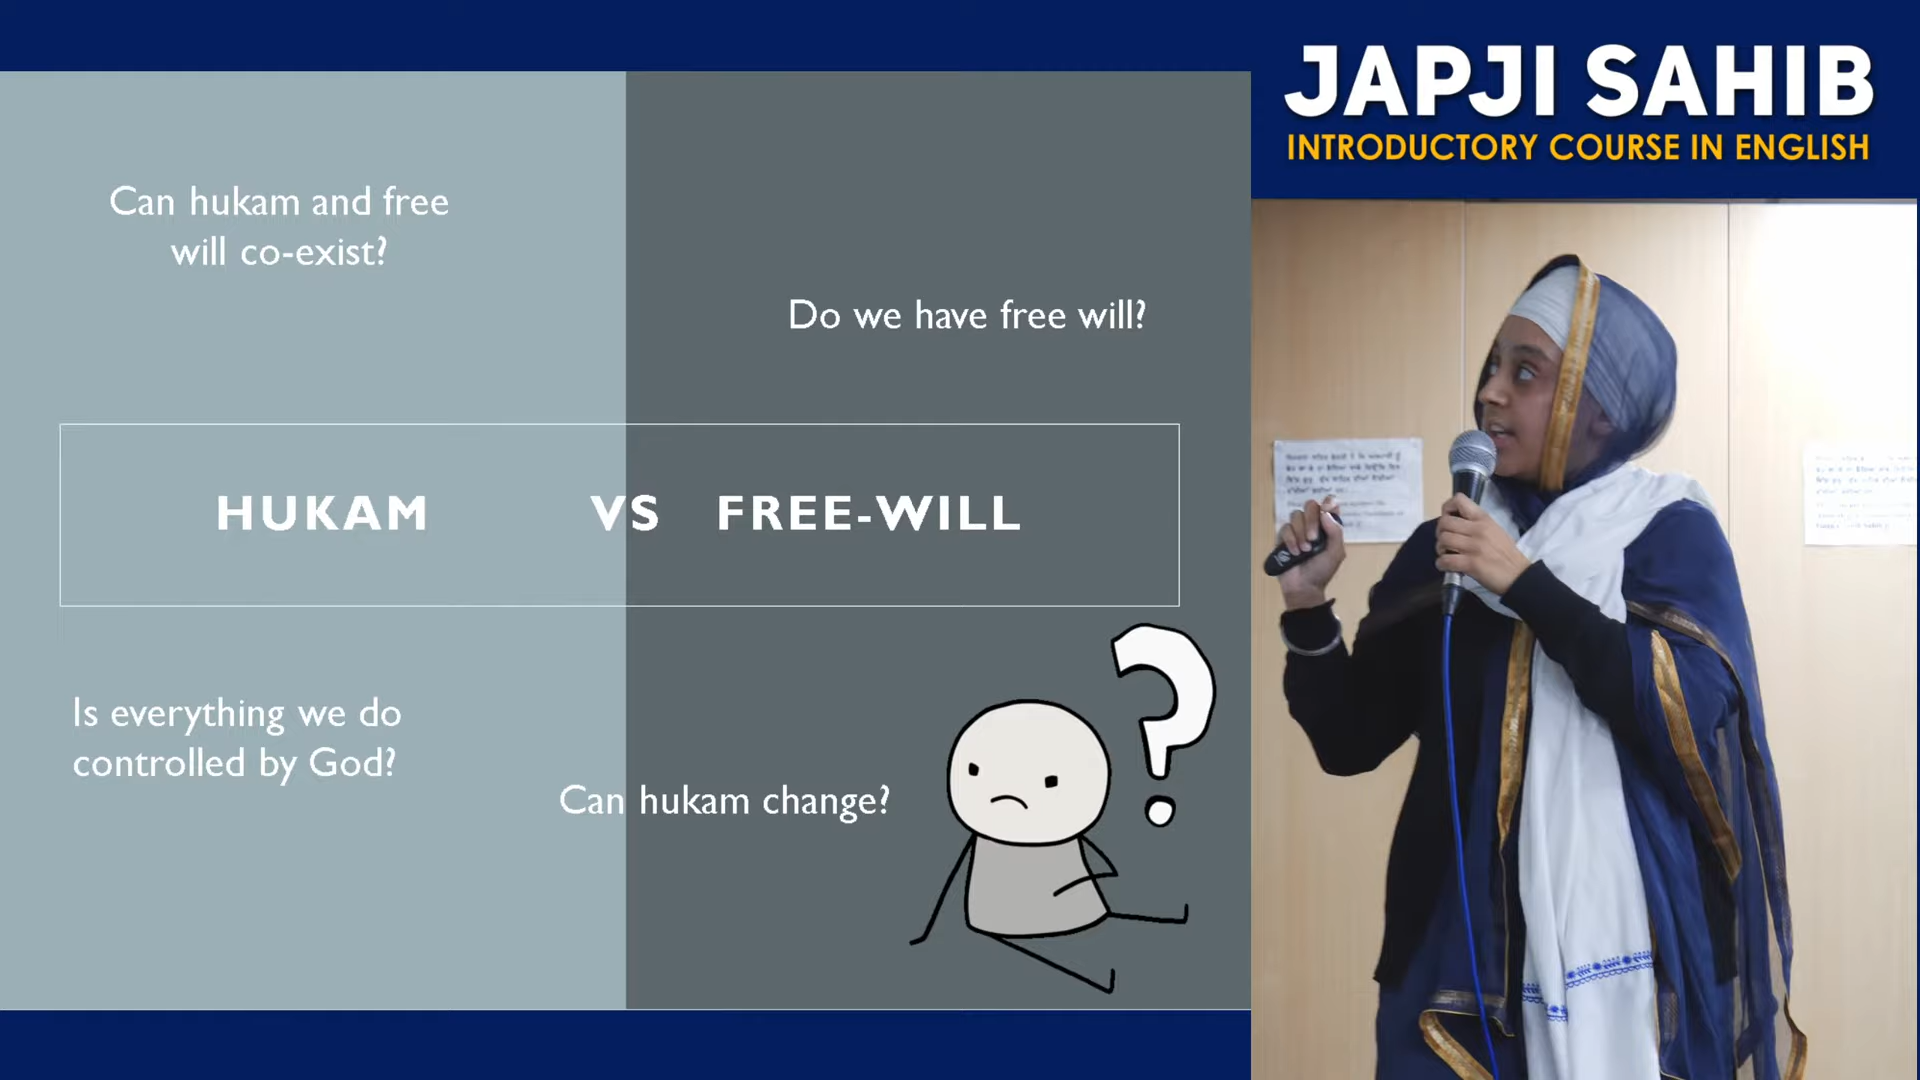 JAPJI SAHIB
INTRODUCTORY COURSE IN ENGLISH
Can hukam and free
will co-exist?
Do we have free will?
HUKAM VS FREE-WILL
Is everything we do
controlled by God?
Can hukam change?